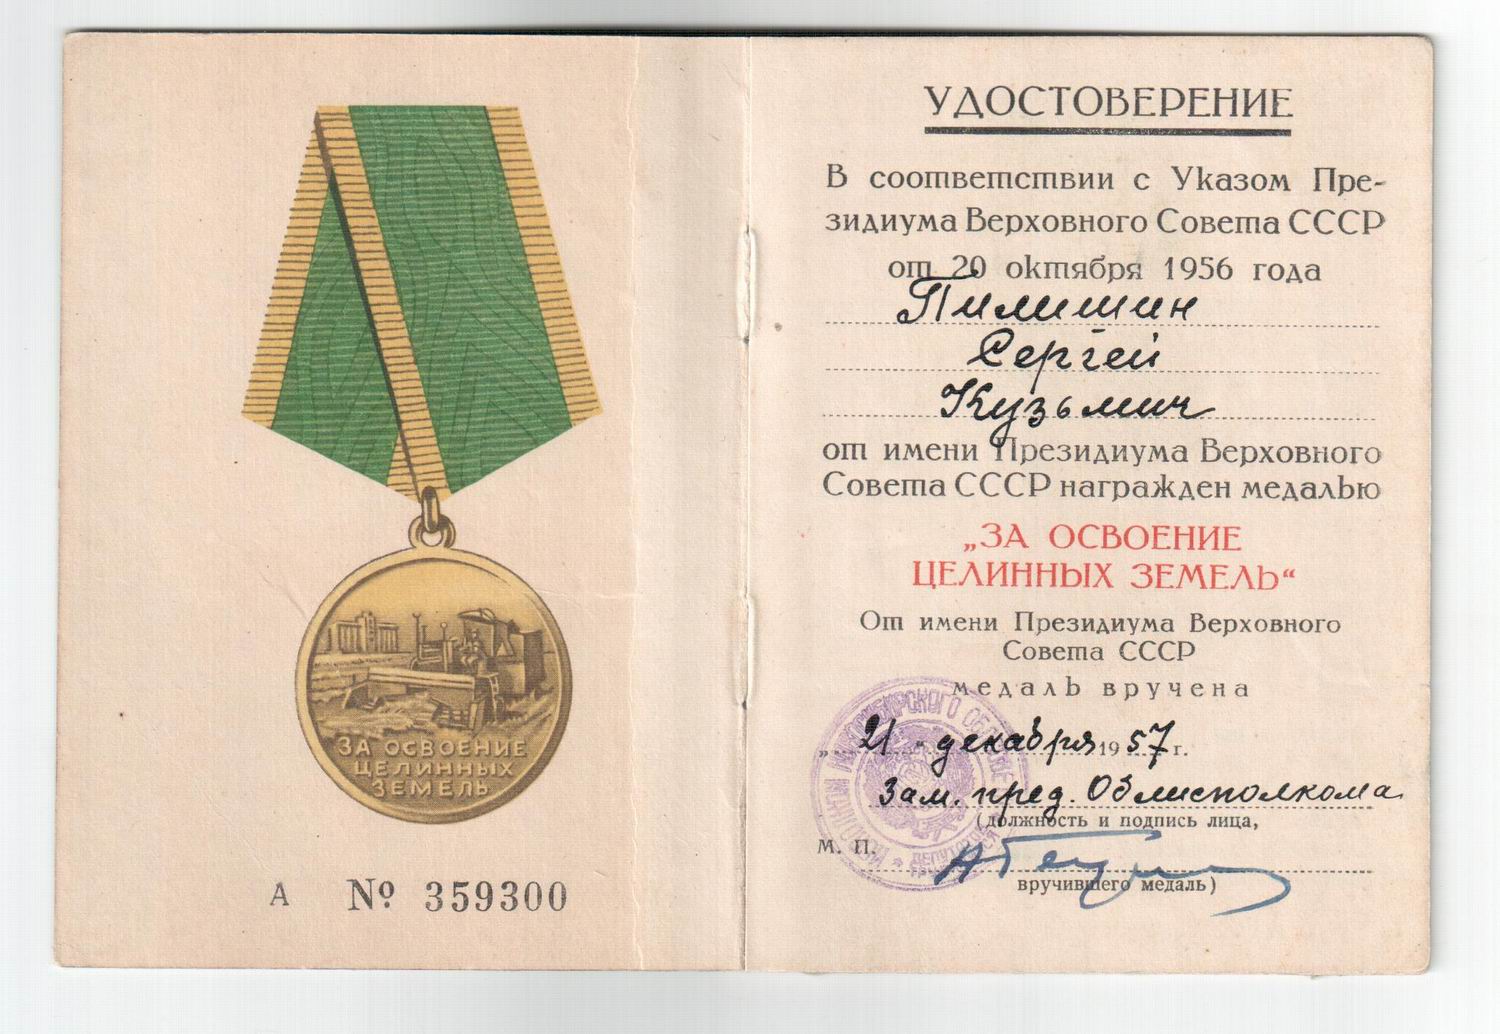 ЗА ОСВОЕНИЕ
ЦЕЛИННЫХ
ЗЕМЕЛЬ
А № 359300
УДОСТОВЕРЕНИЕ
В соответствии с Указом Пре-
зидиума Верховного Совета СССР
от 20 октября 1956 года
Пилишин
Сергей
Кузьмич
от имени Президиума Верховного
Совета СССР награжден медалью
„ЗА ОСВОЕНИЕ
ЦЕЛИННЫХ ЗЕМЕЛЬ“
От имени Президиума Верховного
Совета СССР
медаль вручена
„21" декабря 1957 г.
Зам. пред. Облисполкома
(должность и подпись лица,
М. П.
вручившего медаль)